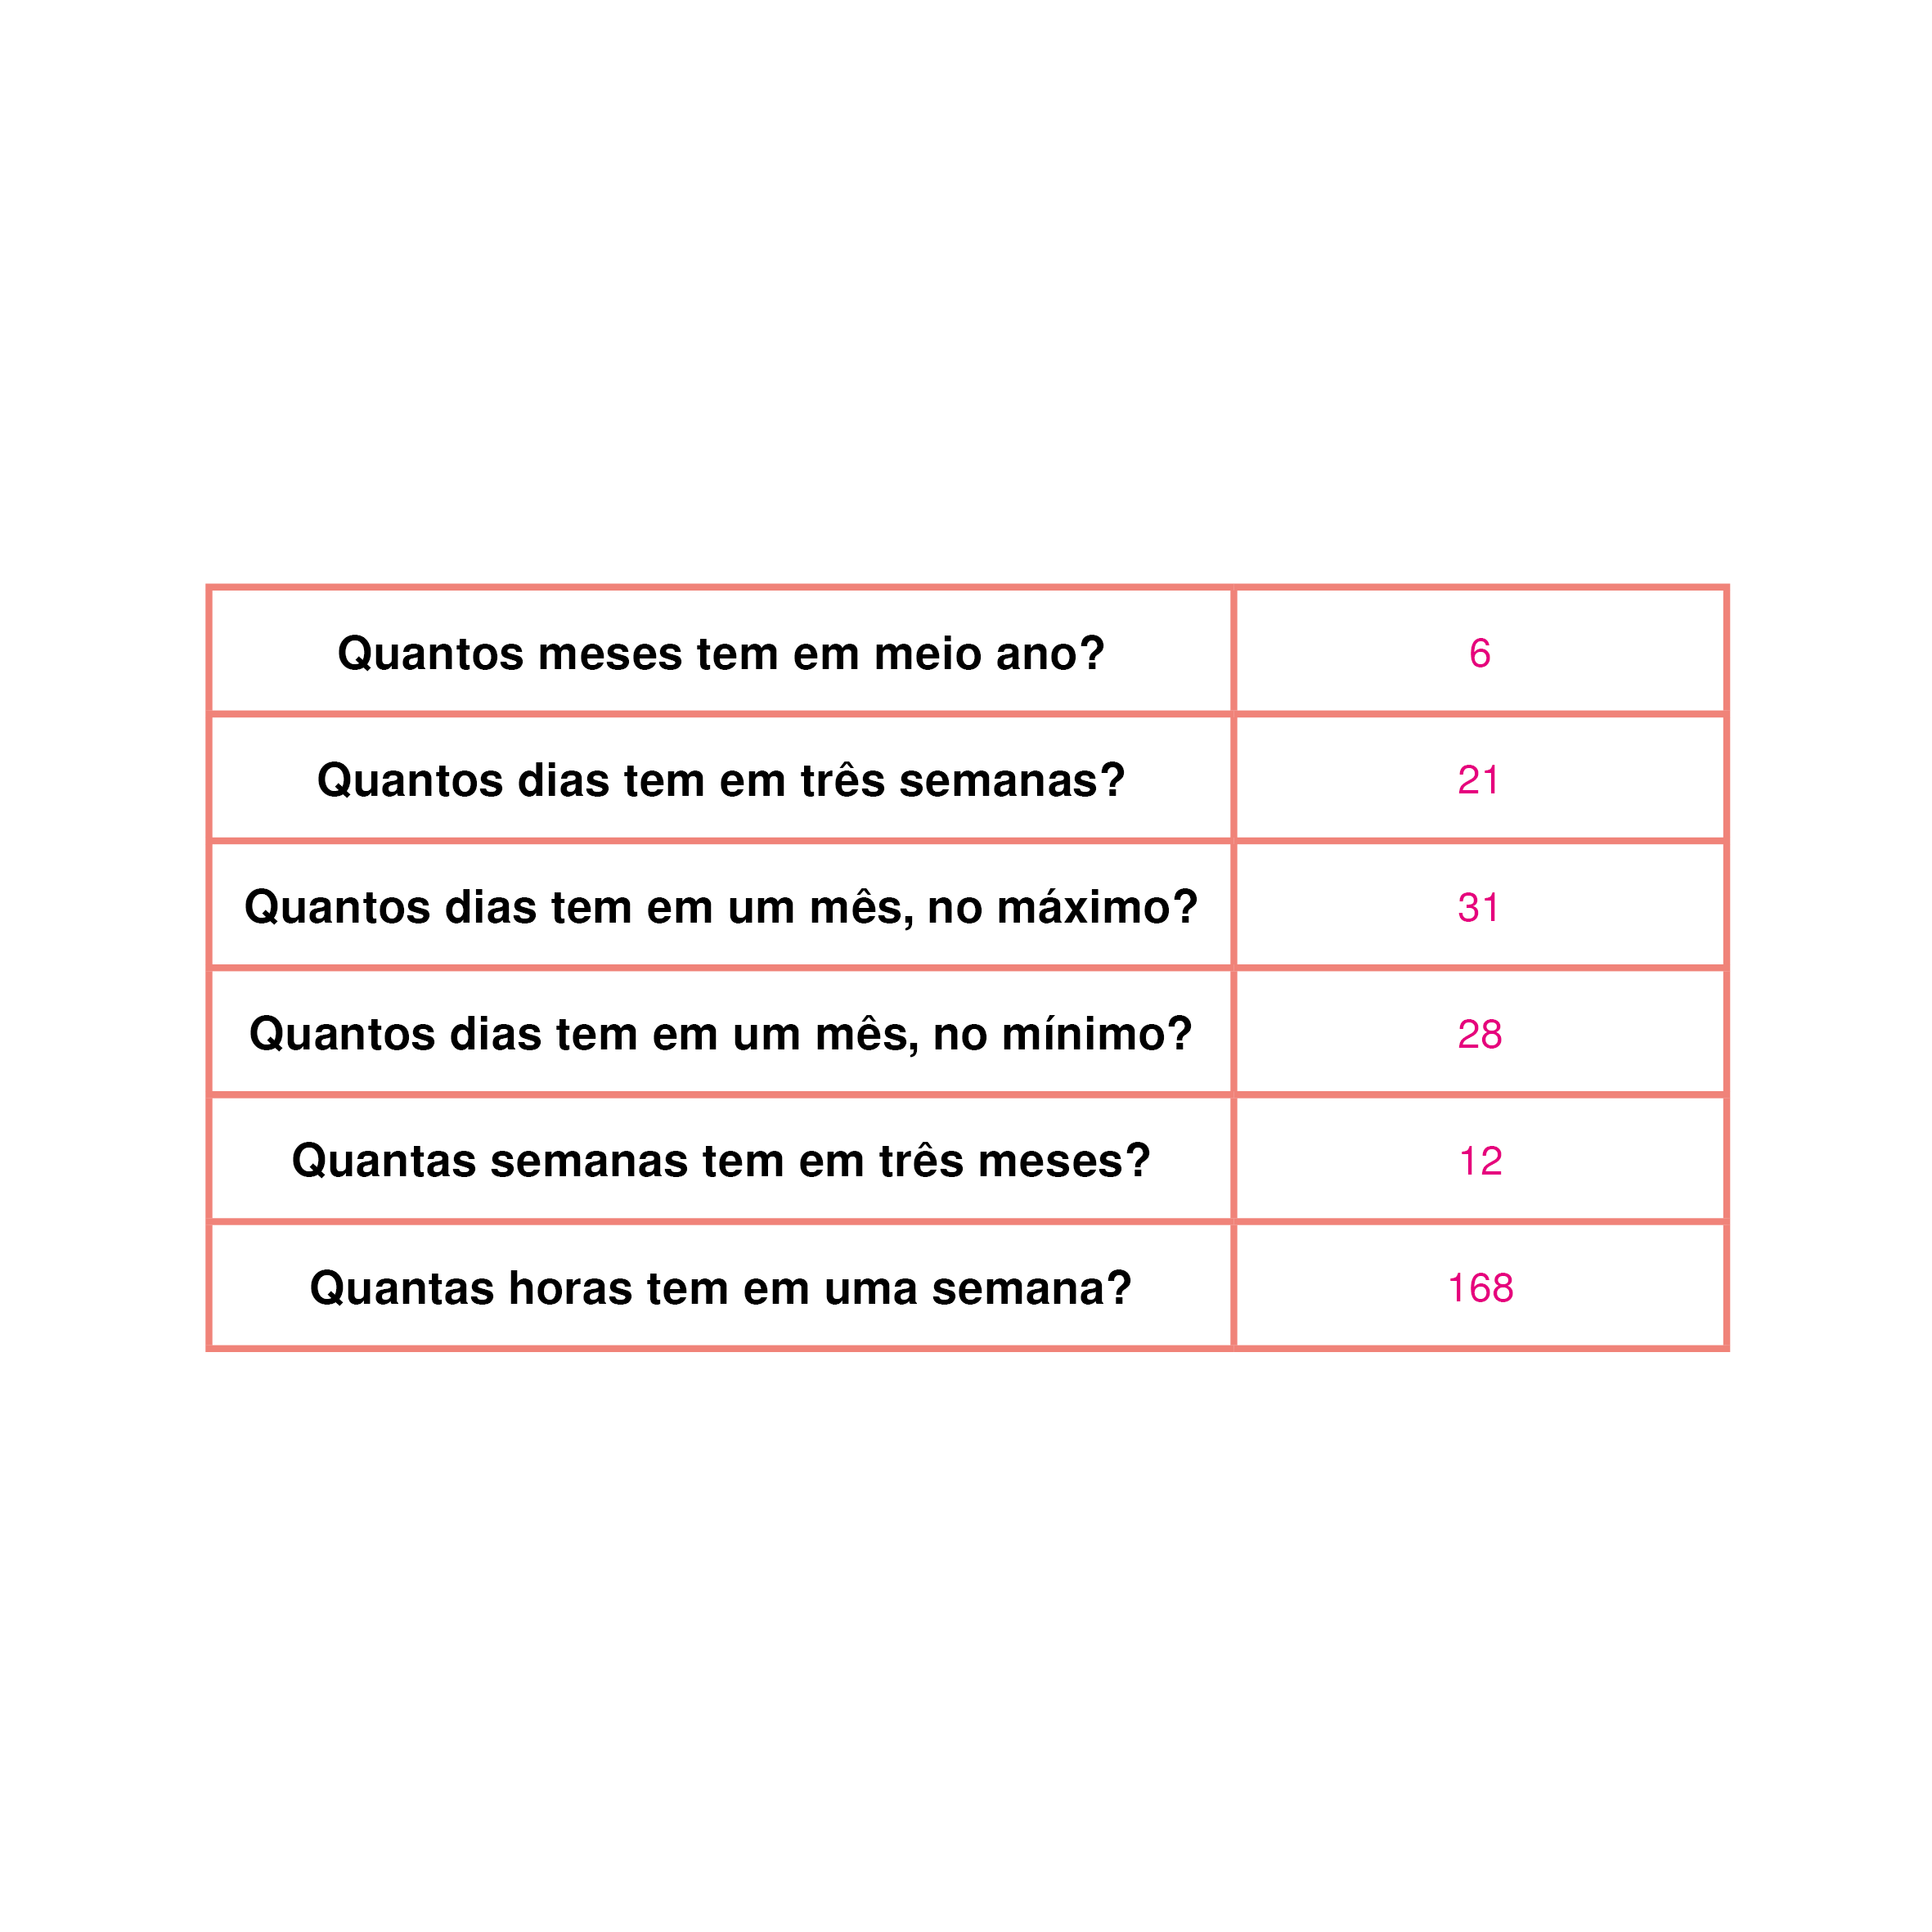 Quantos meses tem em meio ano? 6
Quantos dias tem em três semanas? 21
Quantos dias tem em um mês, no máximo? 31
Quantos dias tem em um mês, no mínimo? 28
Quantas semanas tem em três meses? 12
Quantas horas tem em uma semana? 168